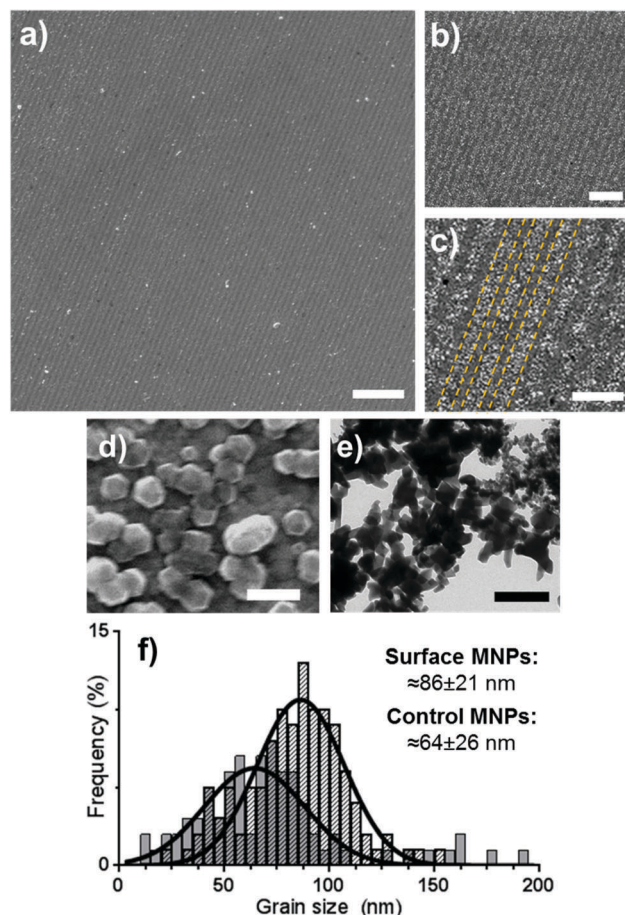 a)
b)
c)
d)
e)
f)
Surface MNPs:
≈86±21 nm
Control MNPs:
≈64±26 nm
15
Frequency (%)
0
0 50 100 150 200
Grain size (nm)